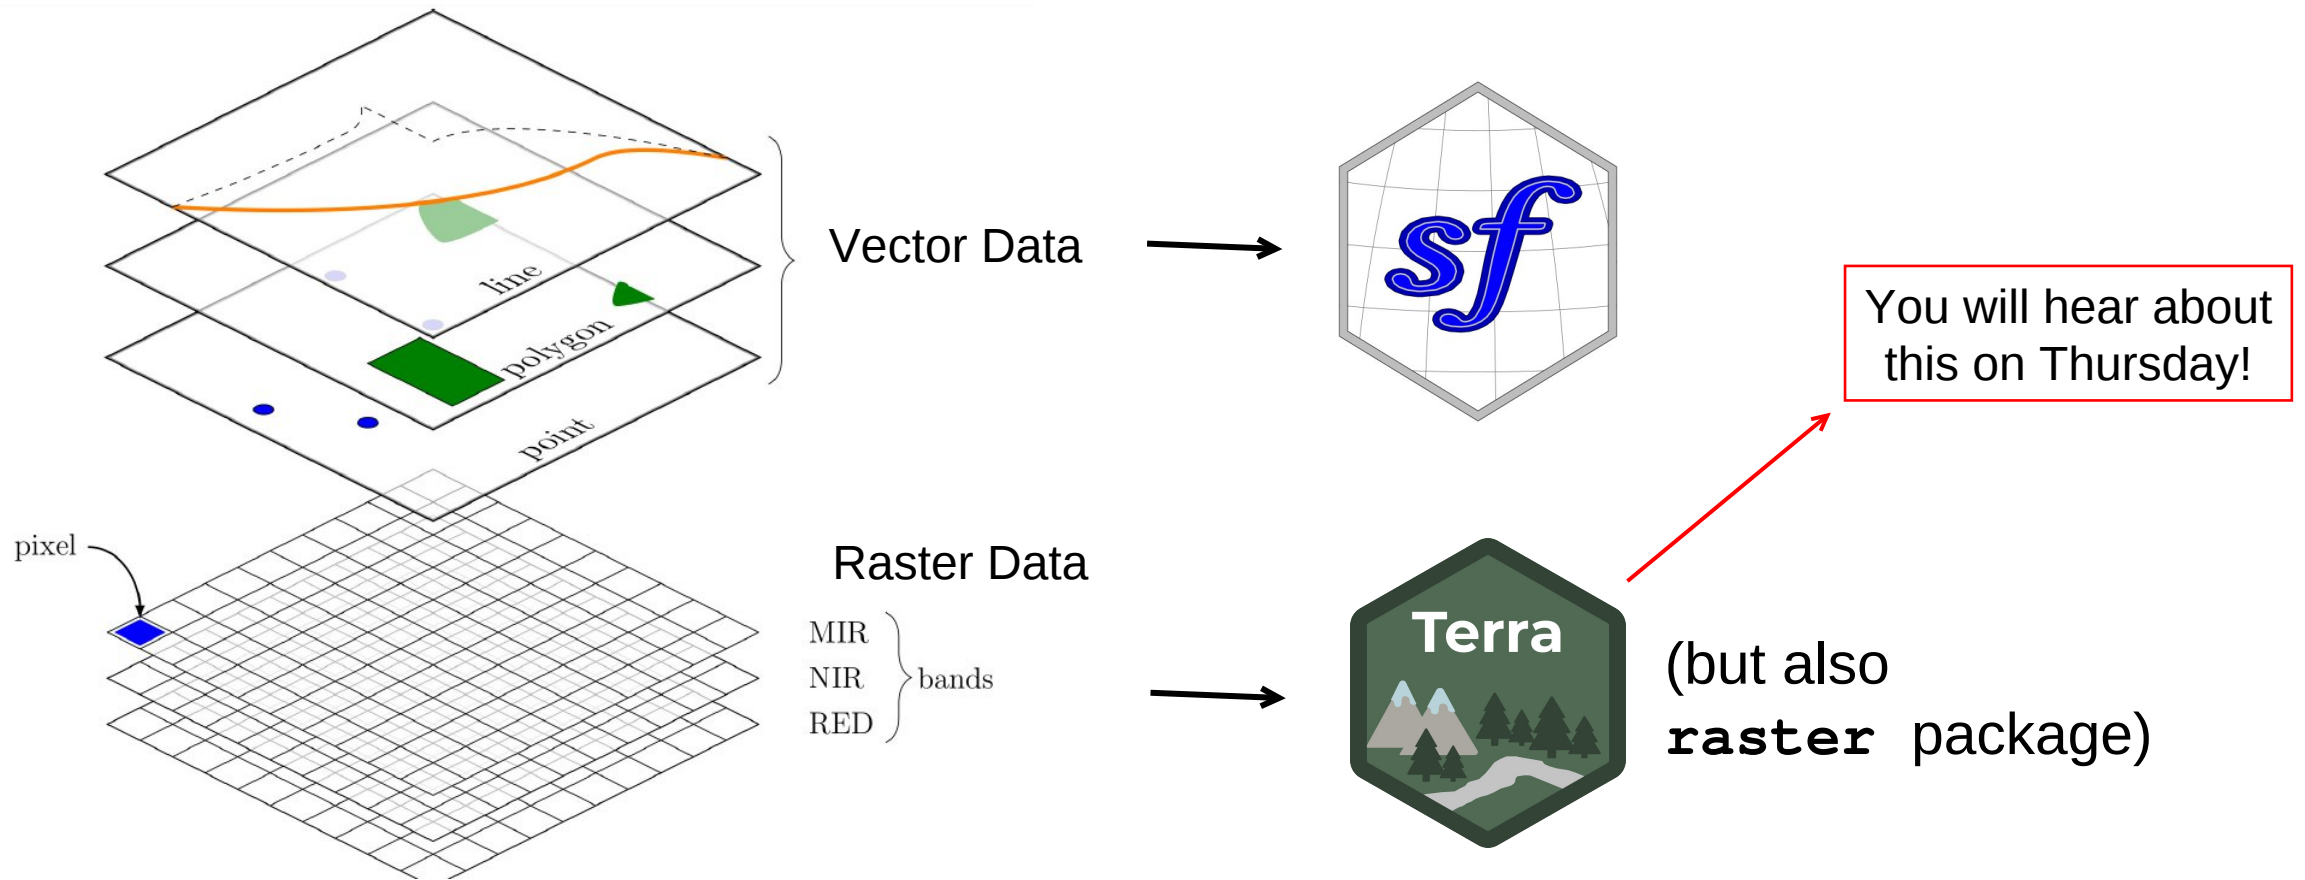 line
polygon
point
Vector Data
sf
You will hear about
this on Thursday!
pixel
Raster Data
MIR
NIR
RED
bands
Terra
(but also
raster package)